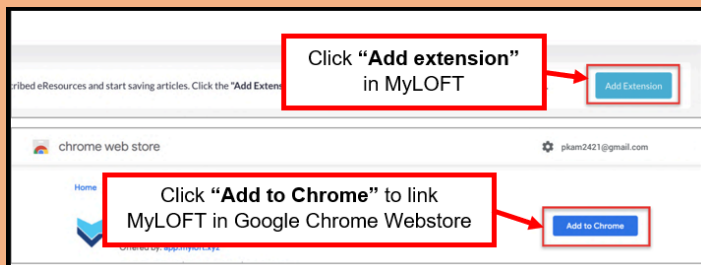 Click “Add extension”
in MyLOFT
ribed eResources and start saving articles. Click the "Add Extens
Add Extension
chrome web store
pkam2421@gmail.com
Home
Click “Add to Chrome” to link
MyLOFT in Google Chrome Webstore
Add to Chrome
Offered by: app.myloft.xyz